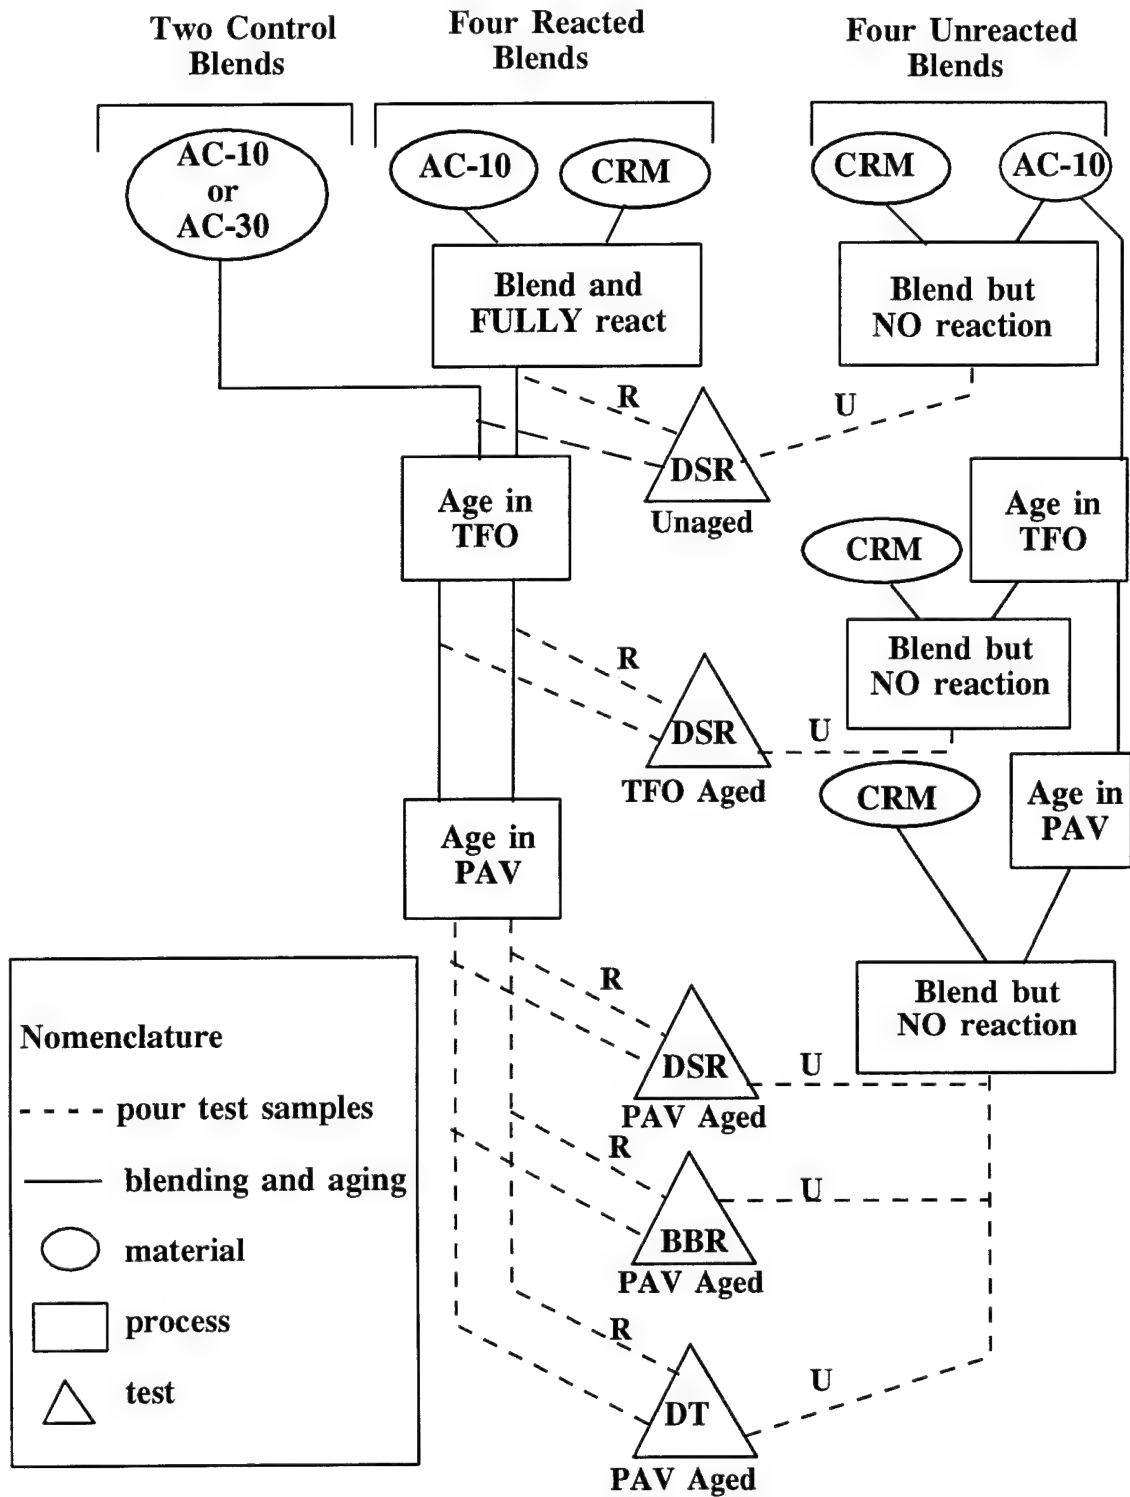 Two Control
Blends
Four Reacted
Blends
Four Unreacted
Blends
AC-10
or
AC-30
AC-10
CRM
CRM
AC-10
Blend and
FULLY react
Blend but
NO reaction
R
U
DSR
Unaged
Age in
TFO
Age in
TFO
CRM
Blend but
NO reaction
R
DSR
U
TFO Aged
CRM
Age in
PAV
Age in
PAV
Blend but
NO reaction
R
DSR
U
PAV Aged
R
BBR
U
PAV Aged
R
DT
U
PAV Aged
Nomenclature
pour test samples
blending and aging
material
process
test